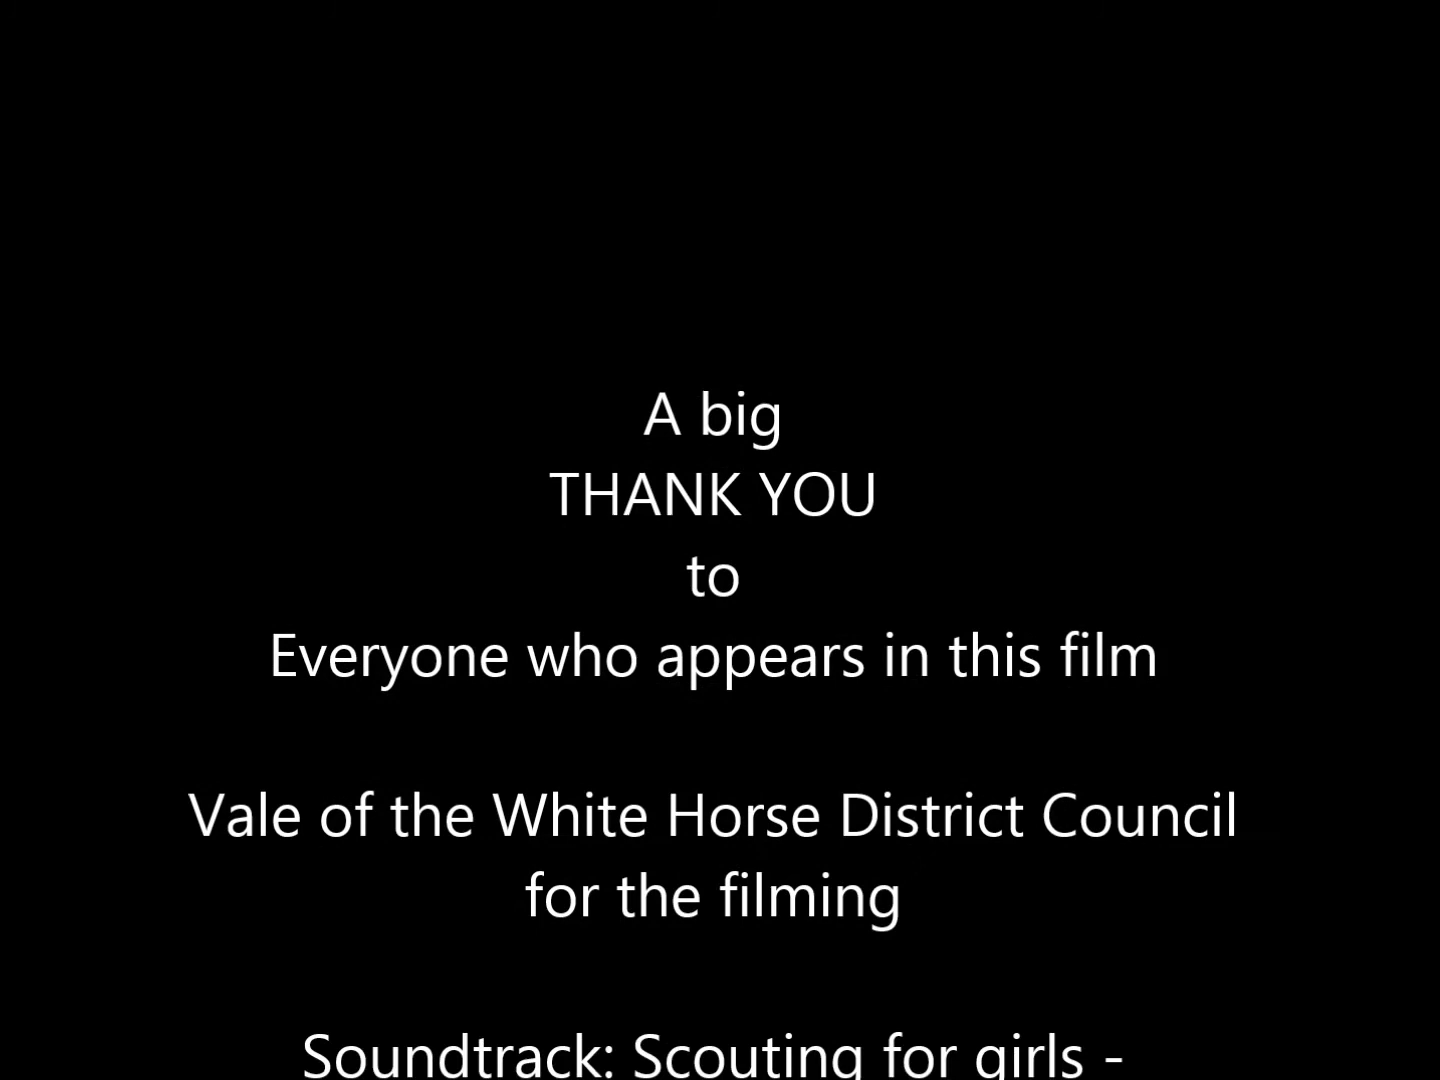 A big
THANK YOU
to
Everyone who appears in this film
Vale of the White Horse District Council
for the filming
Soundtrack: Scouting for girls -